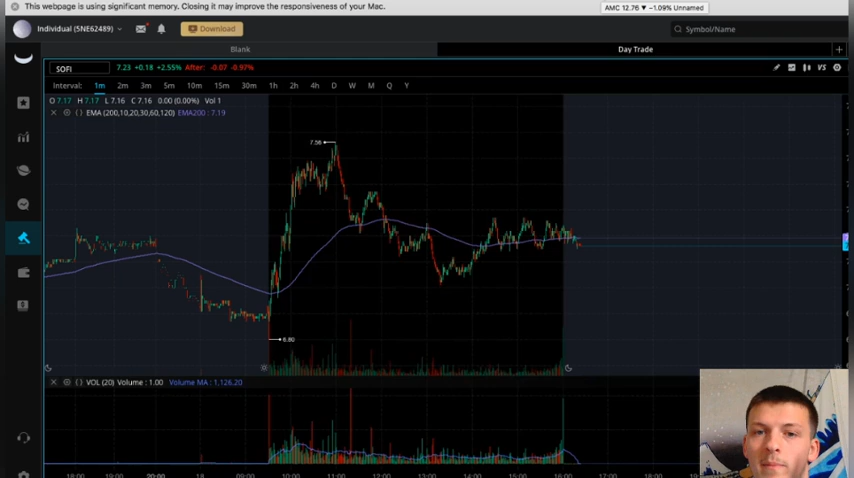 This webpage is using significant memory. Closing it may improve the responsiveness of your Mac.
AMC 12.76 ▼ −1.09% Unnamed
Individual (5NE62489)
Download
Symbol/Name
Blank
Day Trade
+
SOFI
7.23 +0.18 +2.55% After: -0.07 -0.97%
VS
Interval: 1m 2m 3m 5m 10m 15m 30m 1h 2h 4h D W M Q Y
O 7.17 H 7.17 L 7.16 C 7.16 0.00 (0.00%) Vol 1
EMA (200,10,20,30,60,120) EMA200 : 7.19
7.56
6.80
VOL (20) Volume : 1.00 Volume MA : 1,126.20
18:00 19:00 20:00 18 09:00 10:00 11:00 12:00 13:00 14:00 15:00 16:00 17:00 18:00